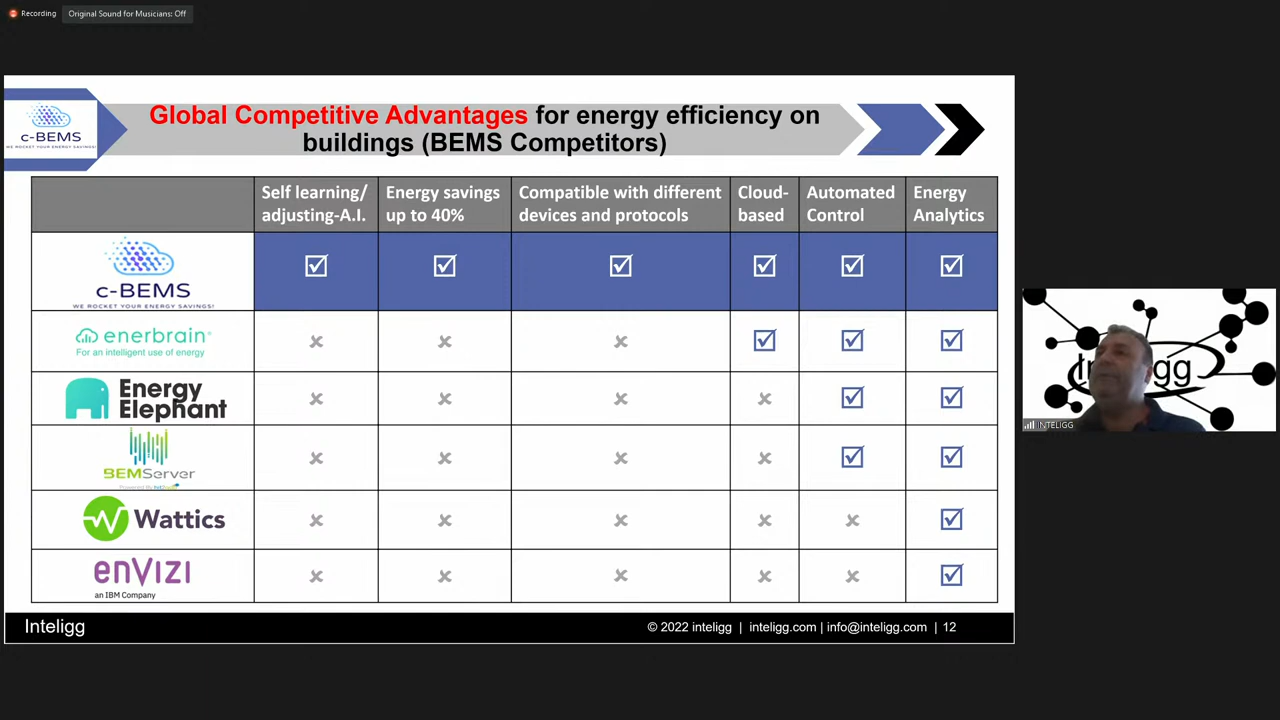 Recording
Original Sound for Musicians: Off
Global Competitive Advantages for energy efficiency on
buildings (BEMS Competitors)
c-BEMS
WE ROCKET YOUR ENERGY SAVINGS!
Self learning/
adjusting-A.I.
Energy savings
up to 40%
Compatible with different
devices and protocols
Cloud-
based
Automated
Control
Energy
Analytics
c-BEMS
WE ROCKET YOUR ENERGY SAVINGS!
enerbrain
For an intelligent use of energy
Energy
Elephant
BEMServer
Powered By
Wattics
enVIZI
an IBM Company
Inteligg
© 2022 inteligg | inteligg.com | info@inteligg.com | 12
Inteligg
INTELIGG